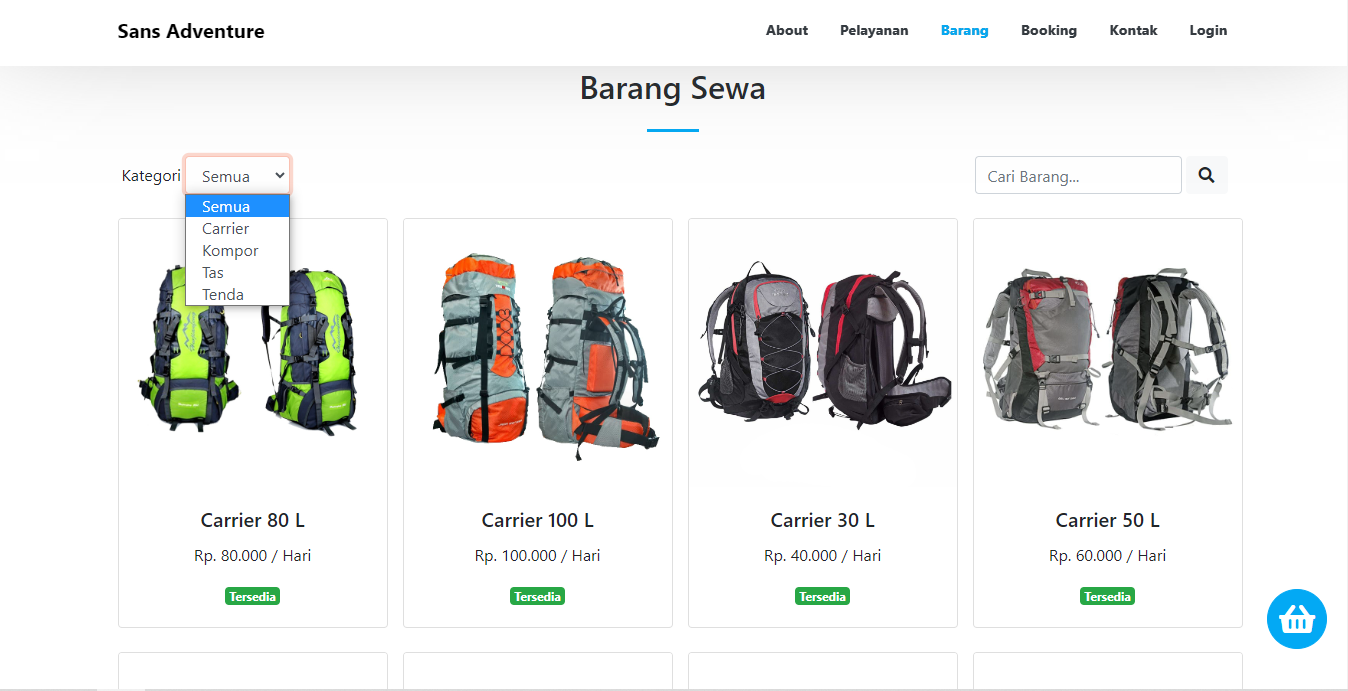 Sans Adventure
About Pelayanan Barang Booking Kontak Login
Barang Sewa
Kategori Semua
Cari Barang...
Semua
Carrier
Kompor
Tas
Tenda
Carrier 80 L
Rp. 80.000 / Hari
Tersedia
Carrier 100 L
Rp. 100.000 / Hari
Tersedia
Carrier 30 L
Rp. 40.000 / Hari
Tersedia
Carrier 50 L
Rp. 60.000 / Hari
Tersedia